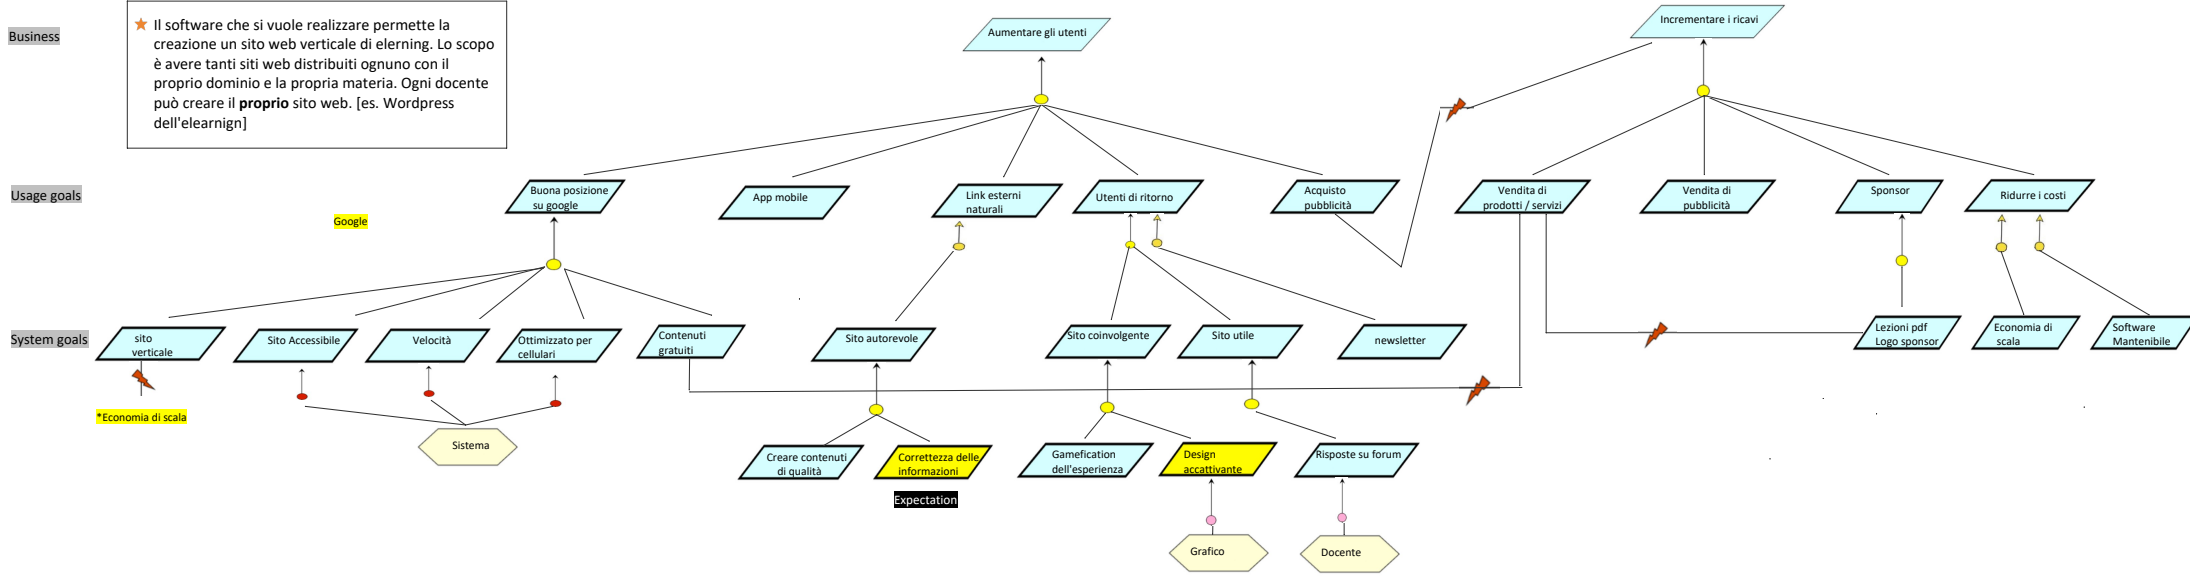 Business
Il software che si vuole realizzare permette la
creazione un sito web verticale di elerning. Lo scopo
è avere tanti siti web distribuiti ognuno con il
proprio dominio e la propria materia. Ogni docente
può creare il proprio sito web. [es. Wordpress
dell'elearnign]
Aumentare gli utenti
Incrementare i ricavi
Usage goals
Buona posizione
su google
App mobile
Link esterni
naturali
Utenti di ritorno
Acquisto
pubblicità
Vendita di
prodotti / servizi
Vendita di
pubblicità
Sponsor
Ridurre i costi
Google
System goals
sito
verticale
Sito Accessibile
Velocità
Ottimizzato per
cellulari
Contenuti
gratuiti
Sito autorevole
Sito coinvolgente
Sito utile
newsletter
Lezioni pdf
Logo sponsor
Economia di
scala
Software
Mantenibile
*Economia di scala
Sistema
Creare contenuti
di qualità
Correttezza delle
informazioni
Gamefication
dell'esperienza
Design
accattivante
Risposte su forum
Expectation
Grafico
Docente